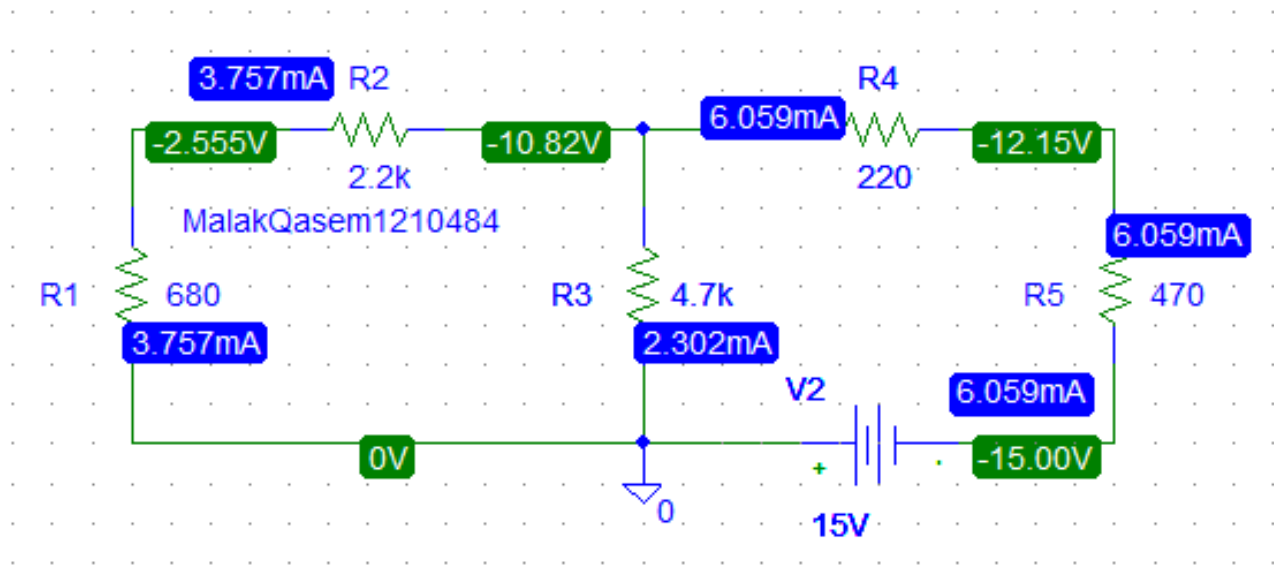 3.757mA R2 R4
6.059mA
-2.555V -10.82V -12.15V
2.2k 220
MalakQasem1210484
6.059mA
R1 680 R3 4.7k R5 470
3.757mA 2.302mA
V2 6.059mA
0V + - -15.00V
0
15V